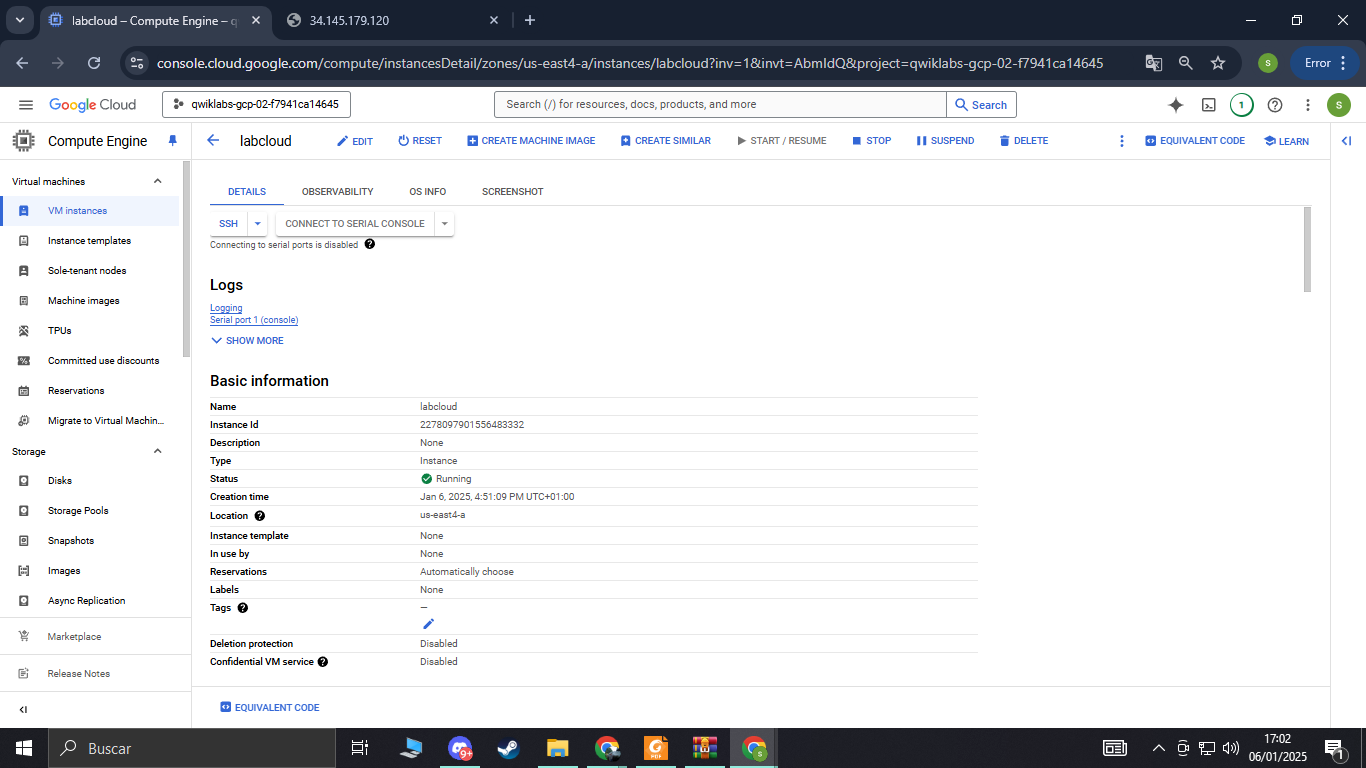 labcloud – Compute Engine – q
34.145.179.120
console.cloud.google.com/compute/instancesDetail/zones/us-east4-a/instances/labcloud?inv=1&invt=AbmIdQ&project=qwiklabs-gcp-02-f7941ca14645
S
Error
Google Cloud
qwiklabs-gcp-02-f7941ca14645
Search (/) for resources, docs, products, and more
Search
1
S
Compute Engine
labcloud
EDIT
RESET
CREATE MACHINE IMAGE
CREATE SIMILAR
START / RESUME
STOP
SUSPEND
DELETE
EQUIVALENT CODE
LEARN
Virtual machines
VM instances
Instance templates
Sole-tenant nodes
Machine images
TPUs
Committed use discounts
Reservations
Migrate to Virtual Machin...
Storage
Disks
Storage Pools
Snapshots
Images
Async Replication
Marketplace
Release Notes
DETAILS
OBSERVABILITY
OS INFO
SCREENSHOT
SSH
CONNECT TO SERIAL CONSOLE
Connecting to serial ports is disabled
Logs
Logging
Serial port 1 (console)
SHOW MORE
Basic information
Name labcloud
Instance Id 2278097901556483332
Description None
Type Instance
Status Running
Creation time Jan 6, 2025, 4:51:09 PM UTC+01:00
Location us-east4-a
Instance template None
In use by None
Reservations Automatically choose
Labels None
Tags —
Deletion protection Disabled
Confidential VM service Disabled
EQUIVALENT CODE
Buscar
9+
PDF
S
17:02
06/01/2025
1